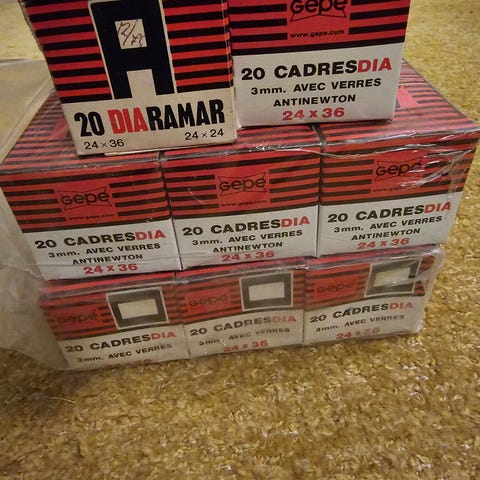 20 DIARAMAR
24 x 36
24 x 24
Gepe
www.gepe.com
20 CADRESDIA
3mm. AVEC VERRES
ANTINEWTON
24 x 36
Gepe
www.gepe.com
20 CADRESDIA
3mm. AVEC VERRES
ANTINEWTON
24 x 36
Gepe
www.gepe.com
20 CADRESDIA
3mm. AVEC VERRES
ANTINEWTON
24 x 36
Gepe
www.gepe.com
20 CADRESDIA
3mm. AVEC VERRES
ANTINEWTON
24 x 36
Gepe
20 CADRESDIA
3mm. AVEC VERRES
Gepe
20 CADRESDIA
3mm. AVEC VERRES
24 x 36
Gepe
20 CADRESDIA
3mm. AVEC VERRES
24 x 36